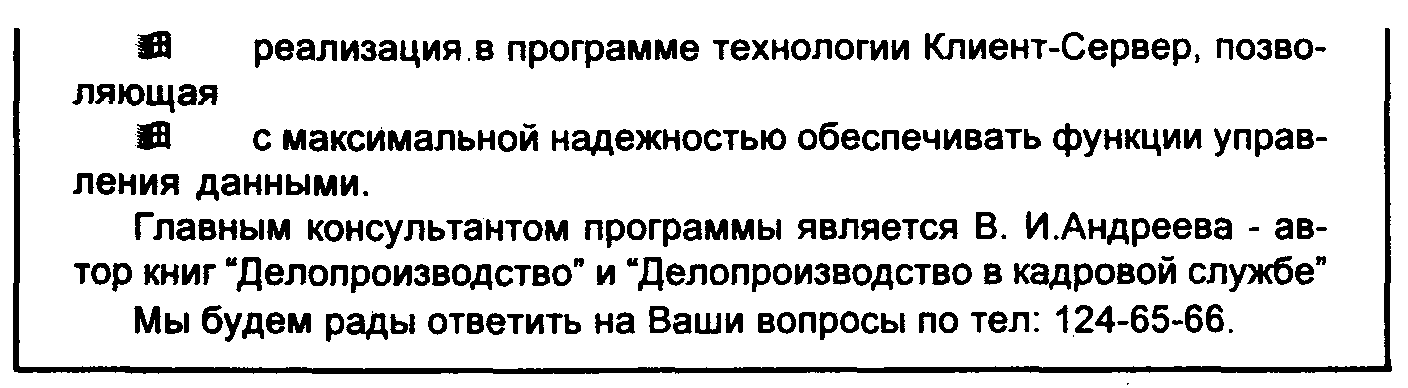 реализация в программе технологии Клиент-Сервер, позво-
ляющая
с максимальной надежностью обеспечивать функции управ-
ления данными.
Главным консультантом программы является В. И.Андреева - ав-
тор книг "Делопроизводство" и "Делопроизводство в кадровой службе"
Мы будем рады ответить на Ваши вопросы по тел: 124-65-66.